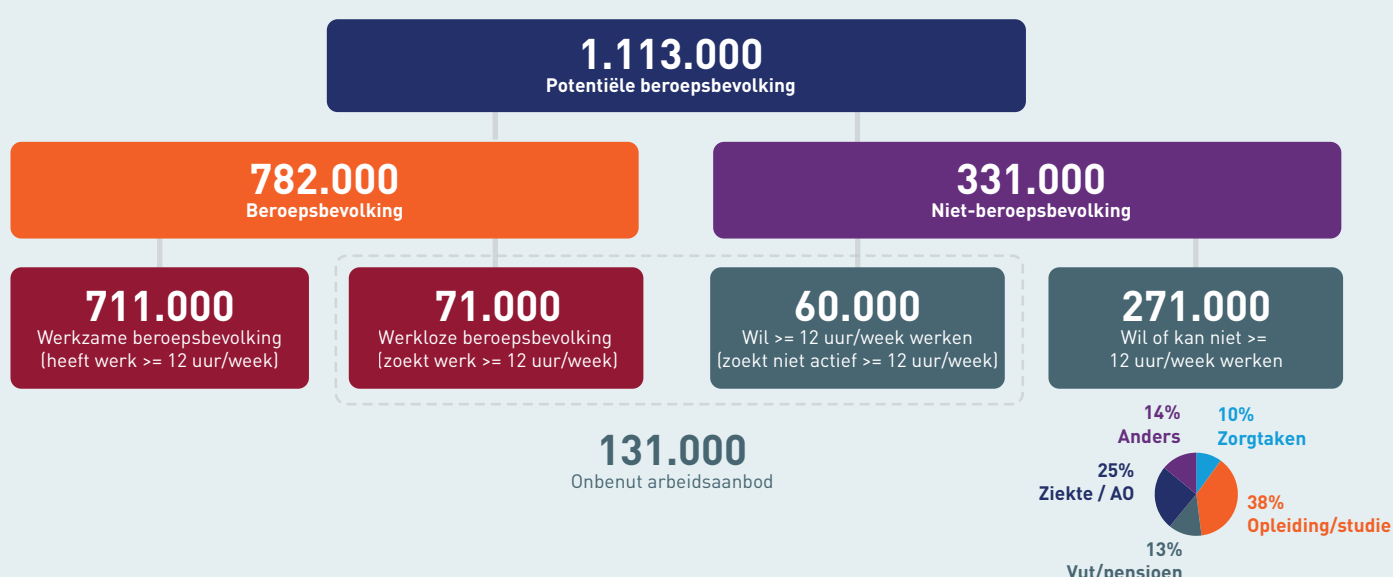 1.113.000
Potentiële beroepsbevolking
782.000
Beroepsbevolking
331.000
Niet-beroepsbevolking
711.000
Werkzame beroepsbevolking
(heeft werk >= 12 uur/week)
71.000
Werkloze beroepsbevolking
(zoekt werk >= 12 uur/week)
60.000
Wil >= 12 uur/week werken
(zoekt niet actief >= 12 uur/week)
271.000
Wil of kan niet >=
12 uur/week werken
131.000
Onbenut arbeidsaanbod
14%
Anders
10%
Zorgtaken
25%
Ziekte / AO
38%
Opleiding/studie
13%
Vut/pensioen